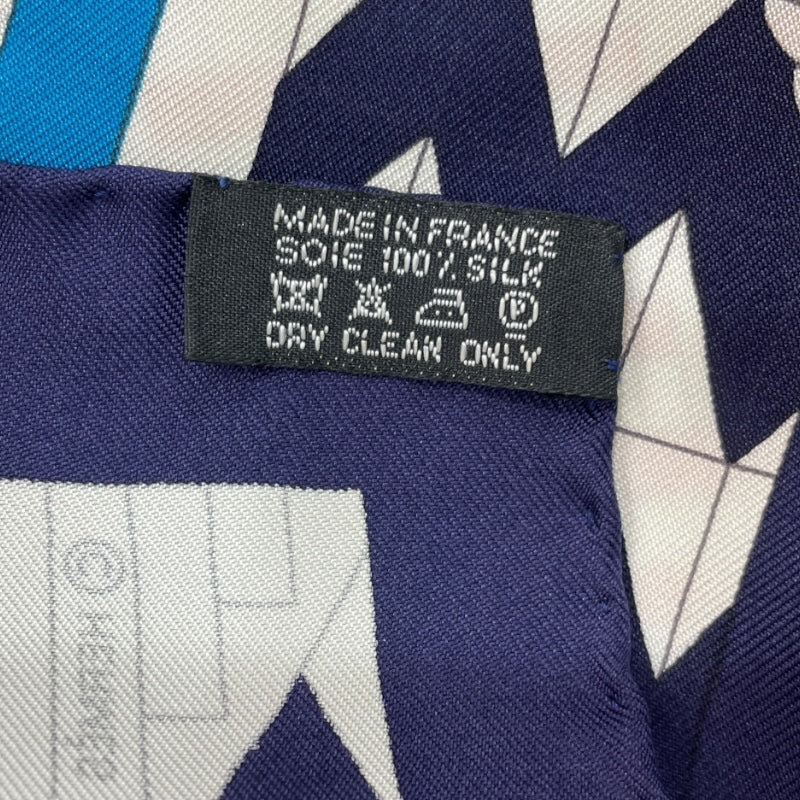 MADE IN FRANCE
SOIE 100% SILK
P
DRY CLEAN ONLY
© HERMES